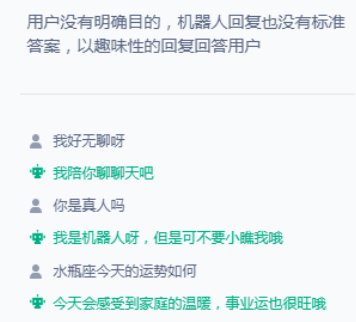 用户没有明确目的，机器人回复也没有标准
答案，以趣味性的回复回答用户
我好无聊呀
我陪你聊聊天吧
你是真人吗
我是机器人呀，但是可不要小瞧我哦
水瓶座今天的运势如何
今天会感受到家庭的温暖，事业运也很旺哦